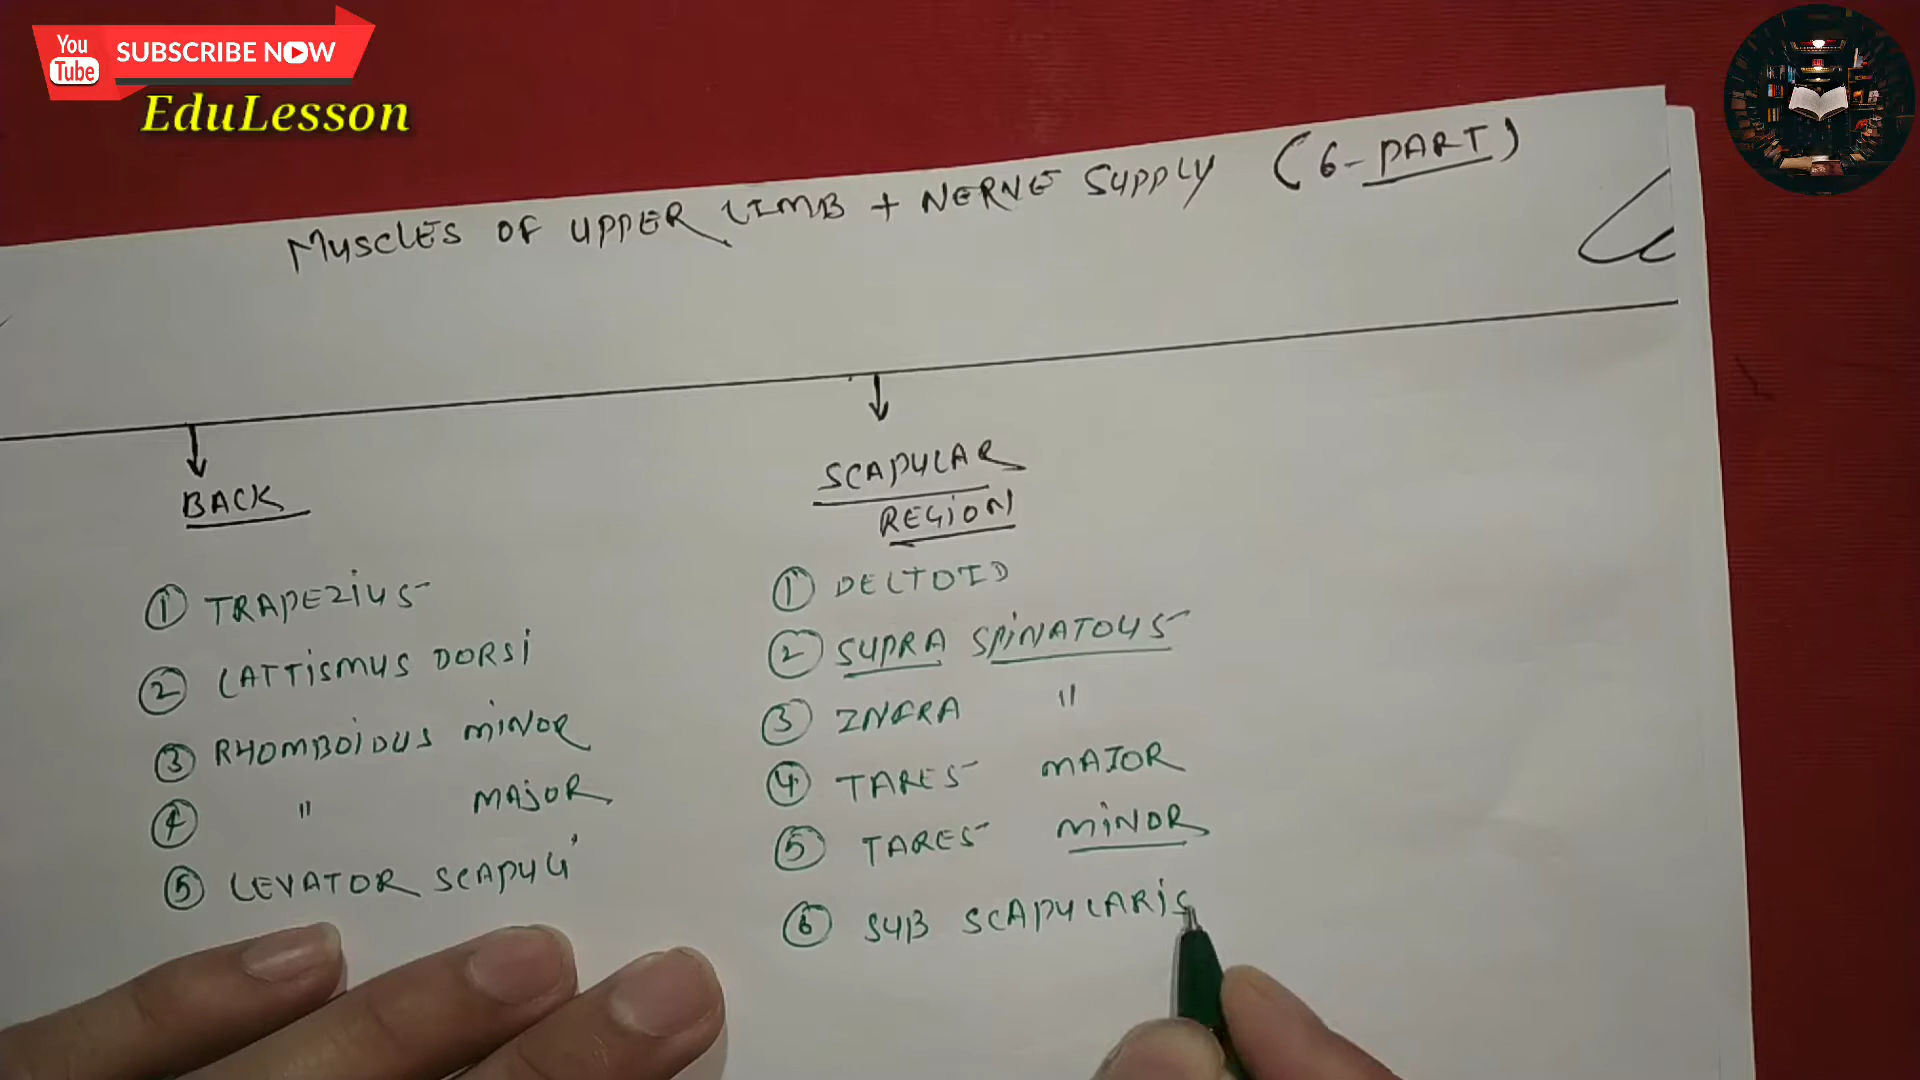 You
Tube
SUBSCRIBE NOW
EduLesson
MUSCLES OF UPPER LIMB + NERVE SUPPLY (6-PART)
BACK
① TRAPEZIUS
② LATTISMUS DORSI
③ RHOMBOIDUS MINOR
④ " MAJOR
⑤ LEVATOR SCAPULI
SCAPULAR
REGION
① DELTOID
② SUPRA SPINATOUS
③ INFRA "
④ TARES MAJOR
⑤ TARES MINOR
⑥ SUB SCAPULARIS